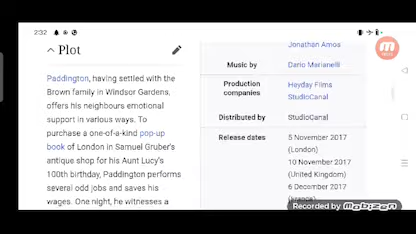 2:32
Plot
Paddington, having settled with the
Brown family in Windsor Gardens,
offers his neighbours emotional
support in various ways. To
purchase a one-of-a-kind pop-up
book of London in Samuel Gruber's
antique shop for his Aunt Lucy's
100th birthday, Paddington performs
several odd jobs and saves his
wages. One night, he witnesses a
Jonathan Amos
Music by Dario Marianelli
Production Heyday Films
companies StudioCanal
Distributed by StudioCanal
Release dates 5 November 2017
(London)
10 November 2017
(United Kingdom)
6 December 2017
Recorded by Mobizen